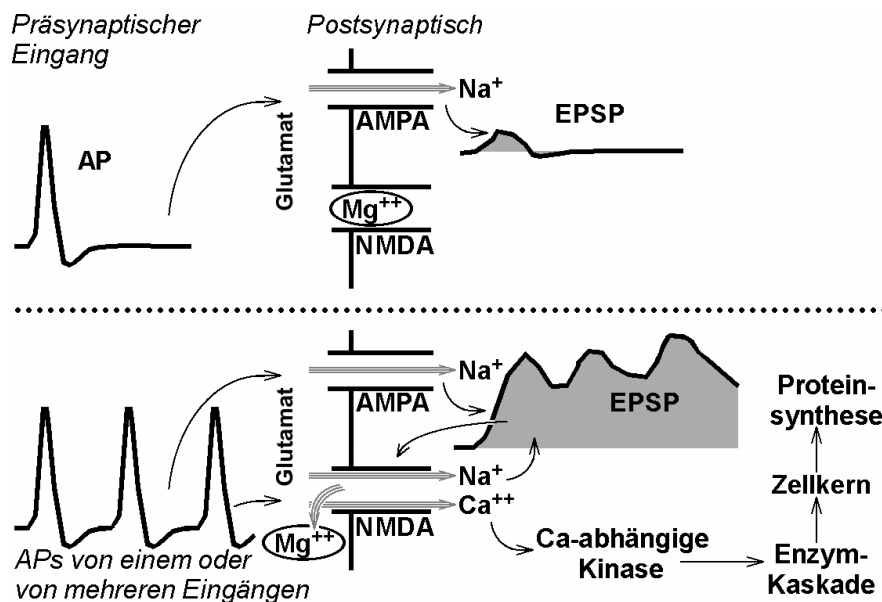 Präsynaptischer
Eingang
Postsynaptisch
AP
Glutamat
Na⁺
AMPA
EPSP
Mg⁺⁺
NMDA
Na⁺
AMPA
EPSP
Glutamat
Na⁺
Ca⁺⁺
NMDA
Mg⁺⁺
APs von einem oder
von mehreren Eingängen
Ca-abhängige
Kinase
Enzym-
Kaskade
Zellkern
Protein-
synthese